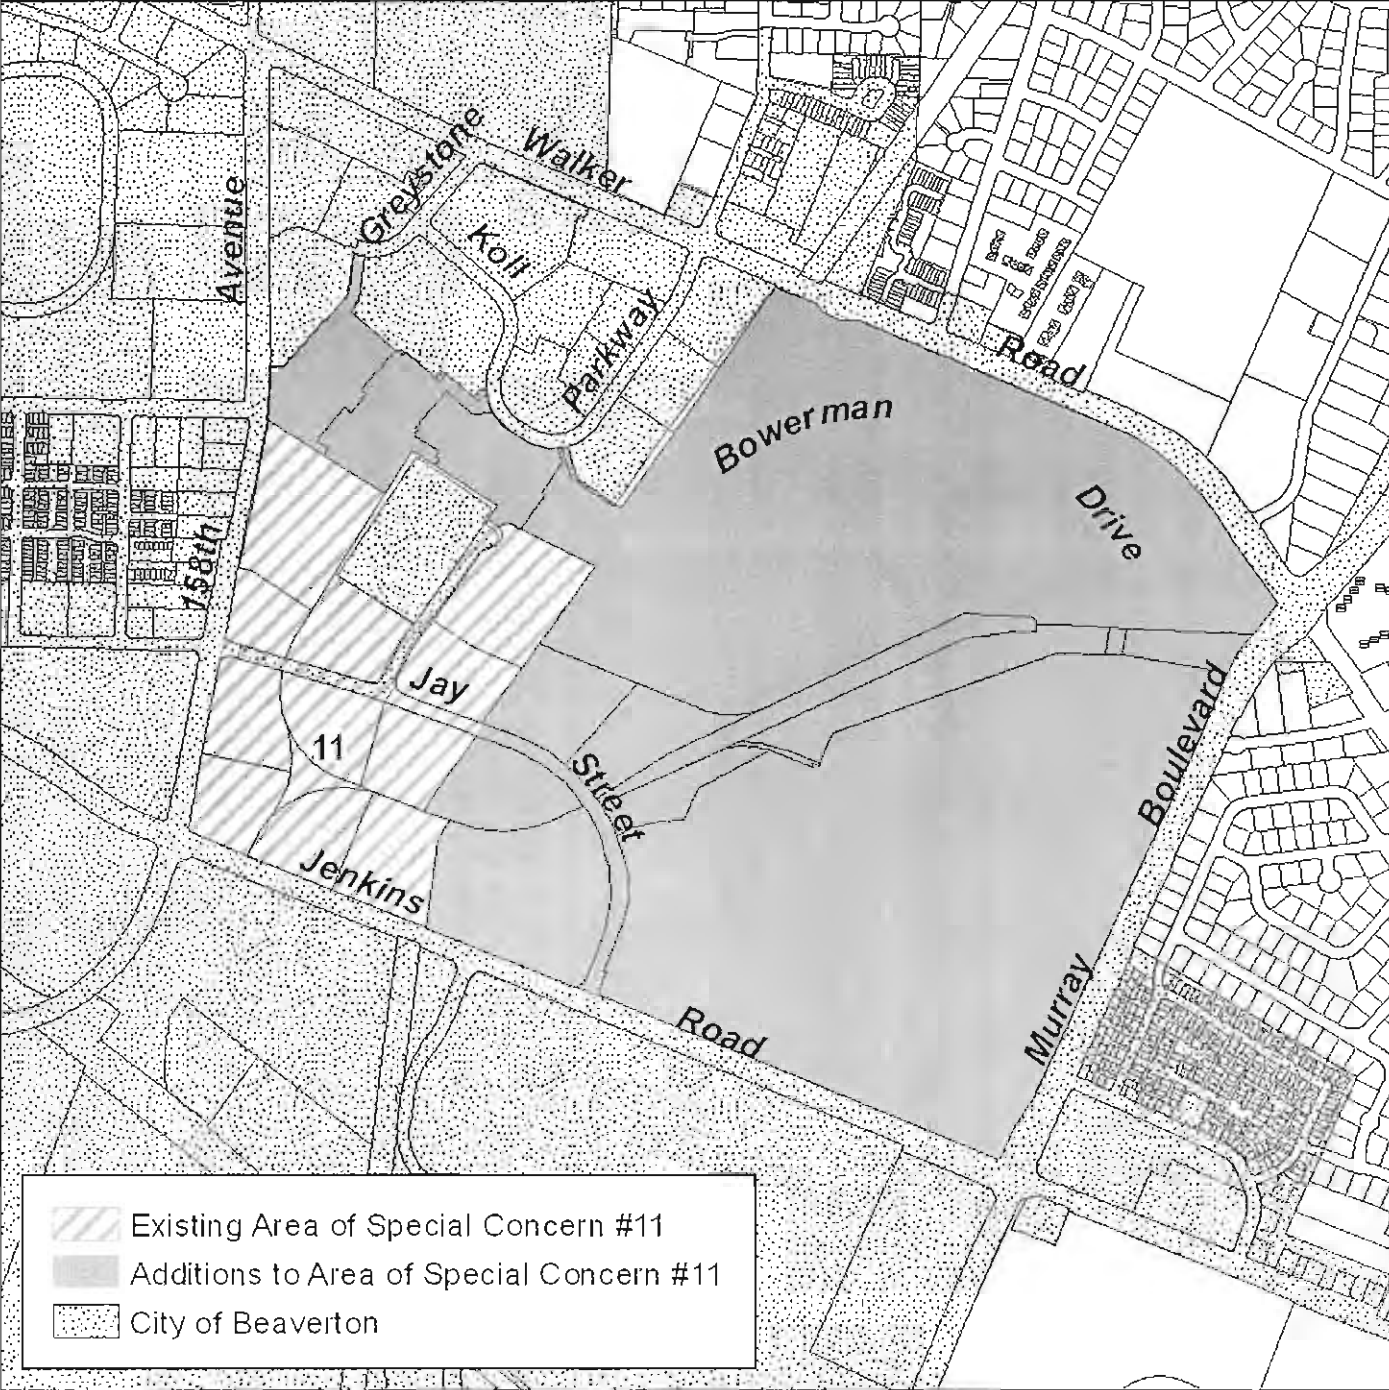 Greystone
Walker
Avenue
Koll
Parkway
Road
Bowerman
Drive
158th
Jay
11
Street
Boulevard
Jenkins
Road
Murray
Existing Area of Special Concern #11
Additions to Area of Special Concern #11
City of Beaverton